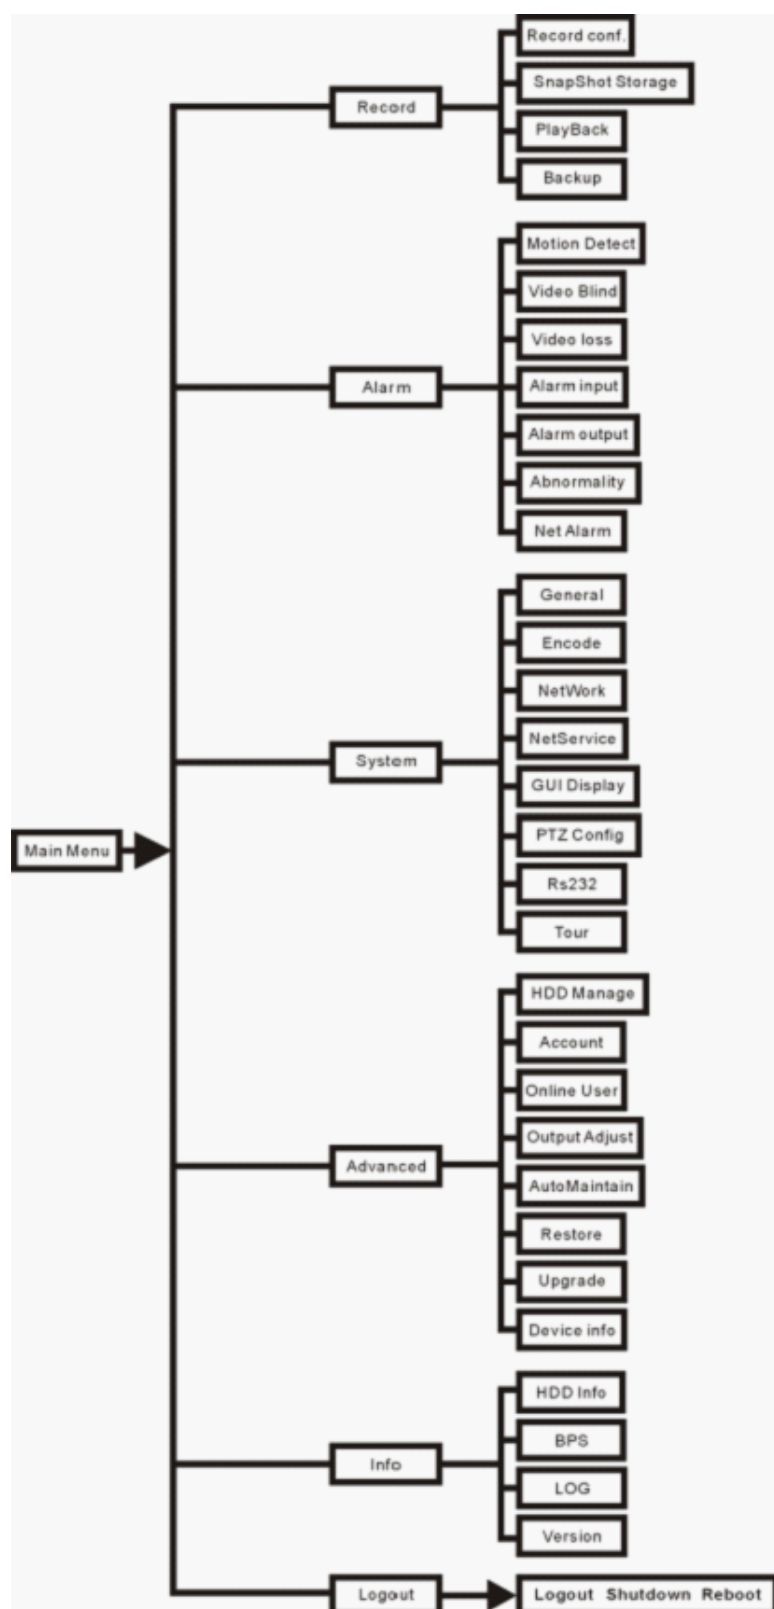 Record conf.
SnapShot Storage
Record
PlayBack
Backup
Motion Detect
Video Blind
Video loss
Alarm
Alarm input
Alarm output
Abnormality
Net Alarm
General
Encode
NetWork
NetService
System
GUI Display
PTZ Config
Main Menu
Rs232
Tour
HDD Manage
Account
Online User
Output Adjust
Advanced
AutoMaintain
Restore
Upgrade
Device info
HDD Info
BPS
Info
LOG
Version
Logout
Logout Shutdown Reboot